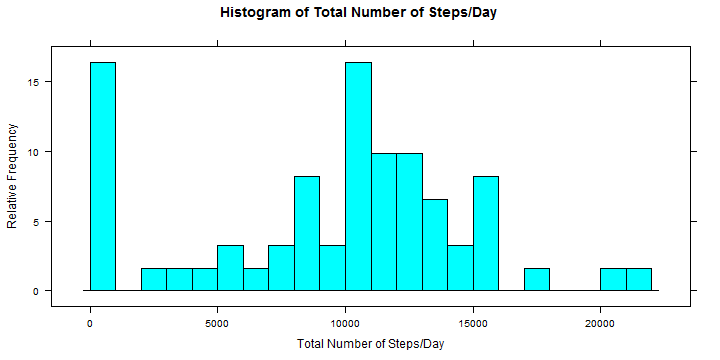 Histogram of Total Number of Steps/Day
Relative Frequency
15
10
5
0
0 5000 10000 15000 20000
Total Number of Steps/Day